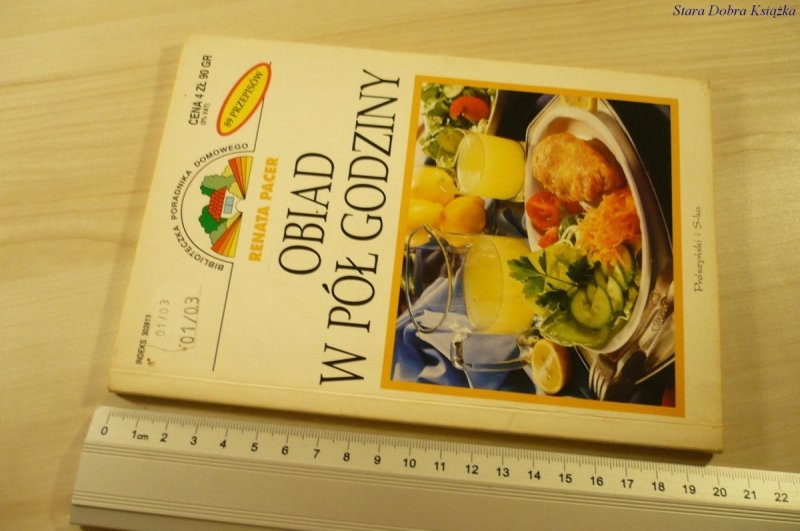 Stara Dobra Książka
CENA 4 ZŁ 90 GR
89 PRZEPISÓW
BIBLIOTECZKA PORADNIKA DOMOWEGO
RENATA PACER
OBIAD
W PÓŁ GODZINY
Prószyński i S-ka
INDEKS 302813
01/03
01/03
0 1cm 2 3 4 5 6 7 8 9 10 11 12 13 14 15 16 17 18 19 20 21 22